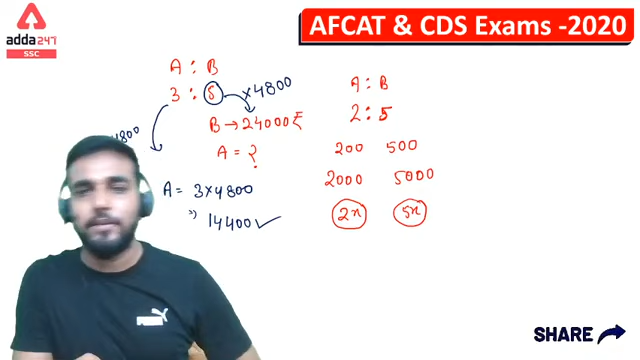 adda247
SSC
AFCAT & CDS Exams -2020
A : B
3 : 5 ×4800
B → 24000₹
A = ?
A = 3×4800
⇒ 14400 ✓
A : B
2 : 5
200 500
2000 5000
2x 5x
PUMA
SHARE